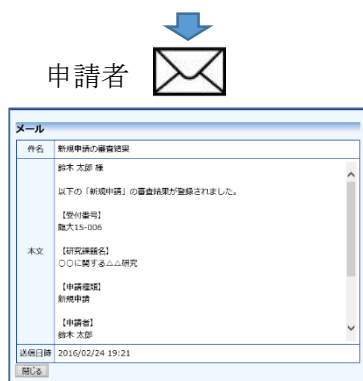 申請者
メール
件名 新規申請の審査結果
鈴木 太郎 様
以下の「新規申請」の審査結果が登録されました。
【受付番号】
臨大15-006
本文
【研究課題名】
〇〇に関する△△研究
【申請種類】
新規申請
【申請者】
鈴木 太郎
送信日時 2016/02/24 19:21
閉じる